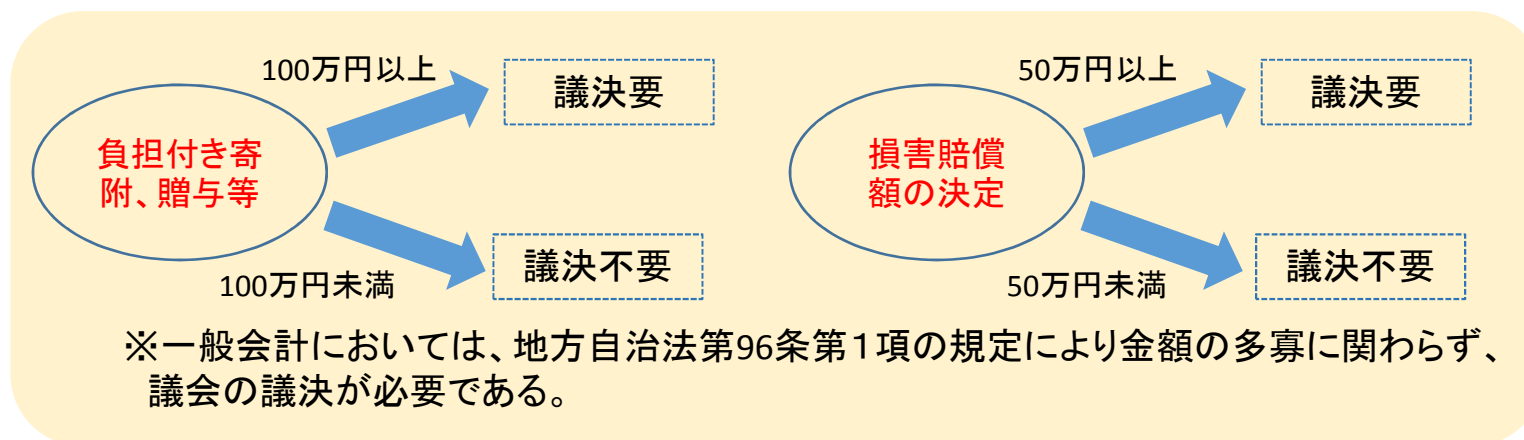 100万円以上
議決要
負担付き寄
附、贈与等
100万円未満
議決不要
50万円以上
議決要
損害賠償
額の決定
50万円未満
議決不要
※一般会計においては、地方自治法第96条第１項の規定により金額の多寡に関わらず、
議会の議決が必要である。